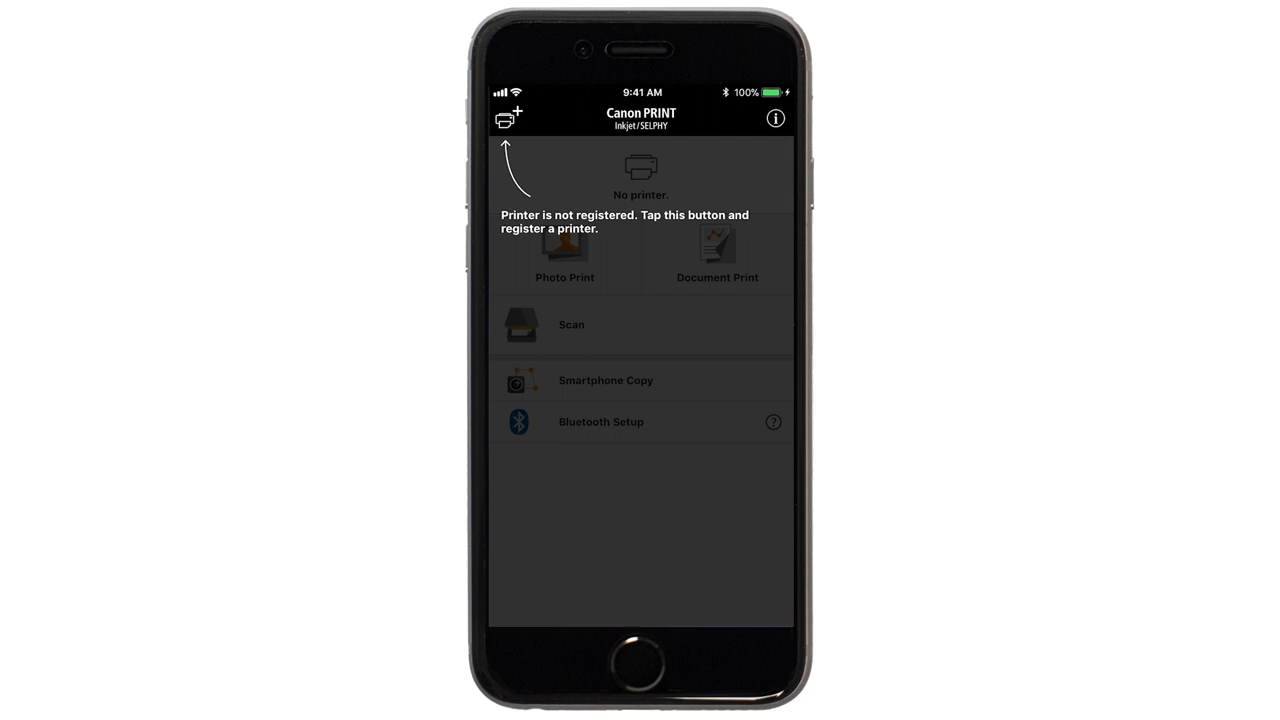 9:41 AM
100%
Canon PRINT
Inkjet/SELPHY
No printer.
Printer is not registered. Tap this button and
register a printer.
Photo Print
Document Print
Scan
Smartphone Copy
Bluetooth Setup